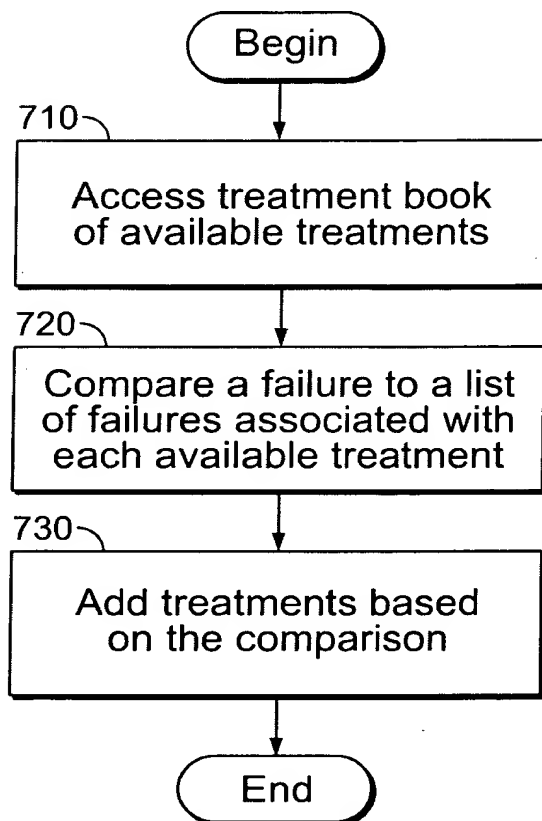 Begin
710
Access treatment book
of available treatments
720
Compare a failure to a list
of failures associated with
each available treatment
730
Add treatments based
on the comparison
End